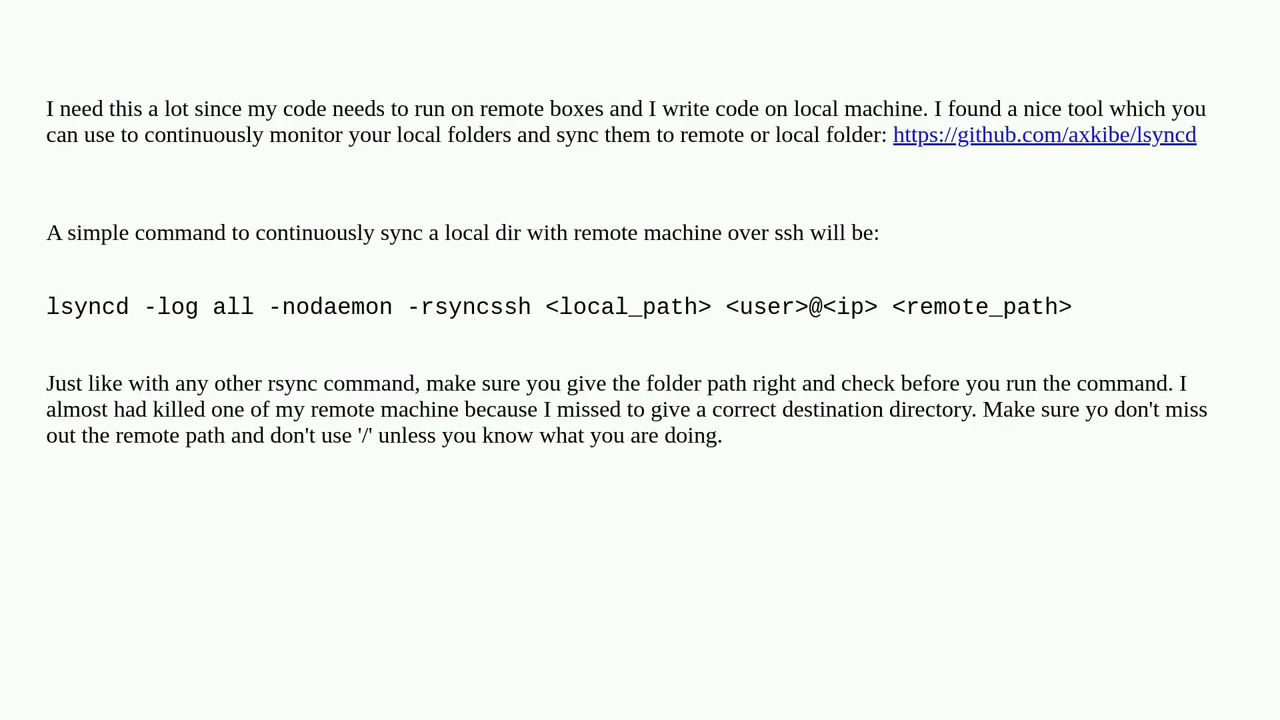 I need this a lot since my code needs to run on remote boxes and I write code on local machine. I found a nice tool which you
can use to continuously monitor your local folders and sync them to remote or local folder: https://github.com/axkibe/lsyncd
A simple command to continuously sync a local dir with remote machine over ssh will be:
lsyncd -log all -nodaemon -rsyncssh <local_path> <user>@<ip> <remote_path>
Just like with any other rsync command, make sure you give the folder path right and check before you run the command. I
almost had killed one of my remote machine because I missed to give a correct destination directory. Make sure yo don't miss
out the remote path and don't use '/' unless you know what you are doing.